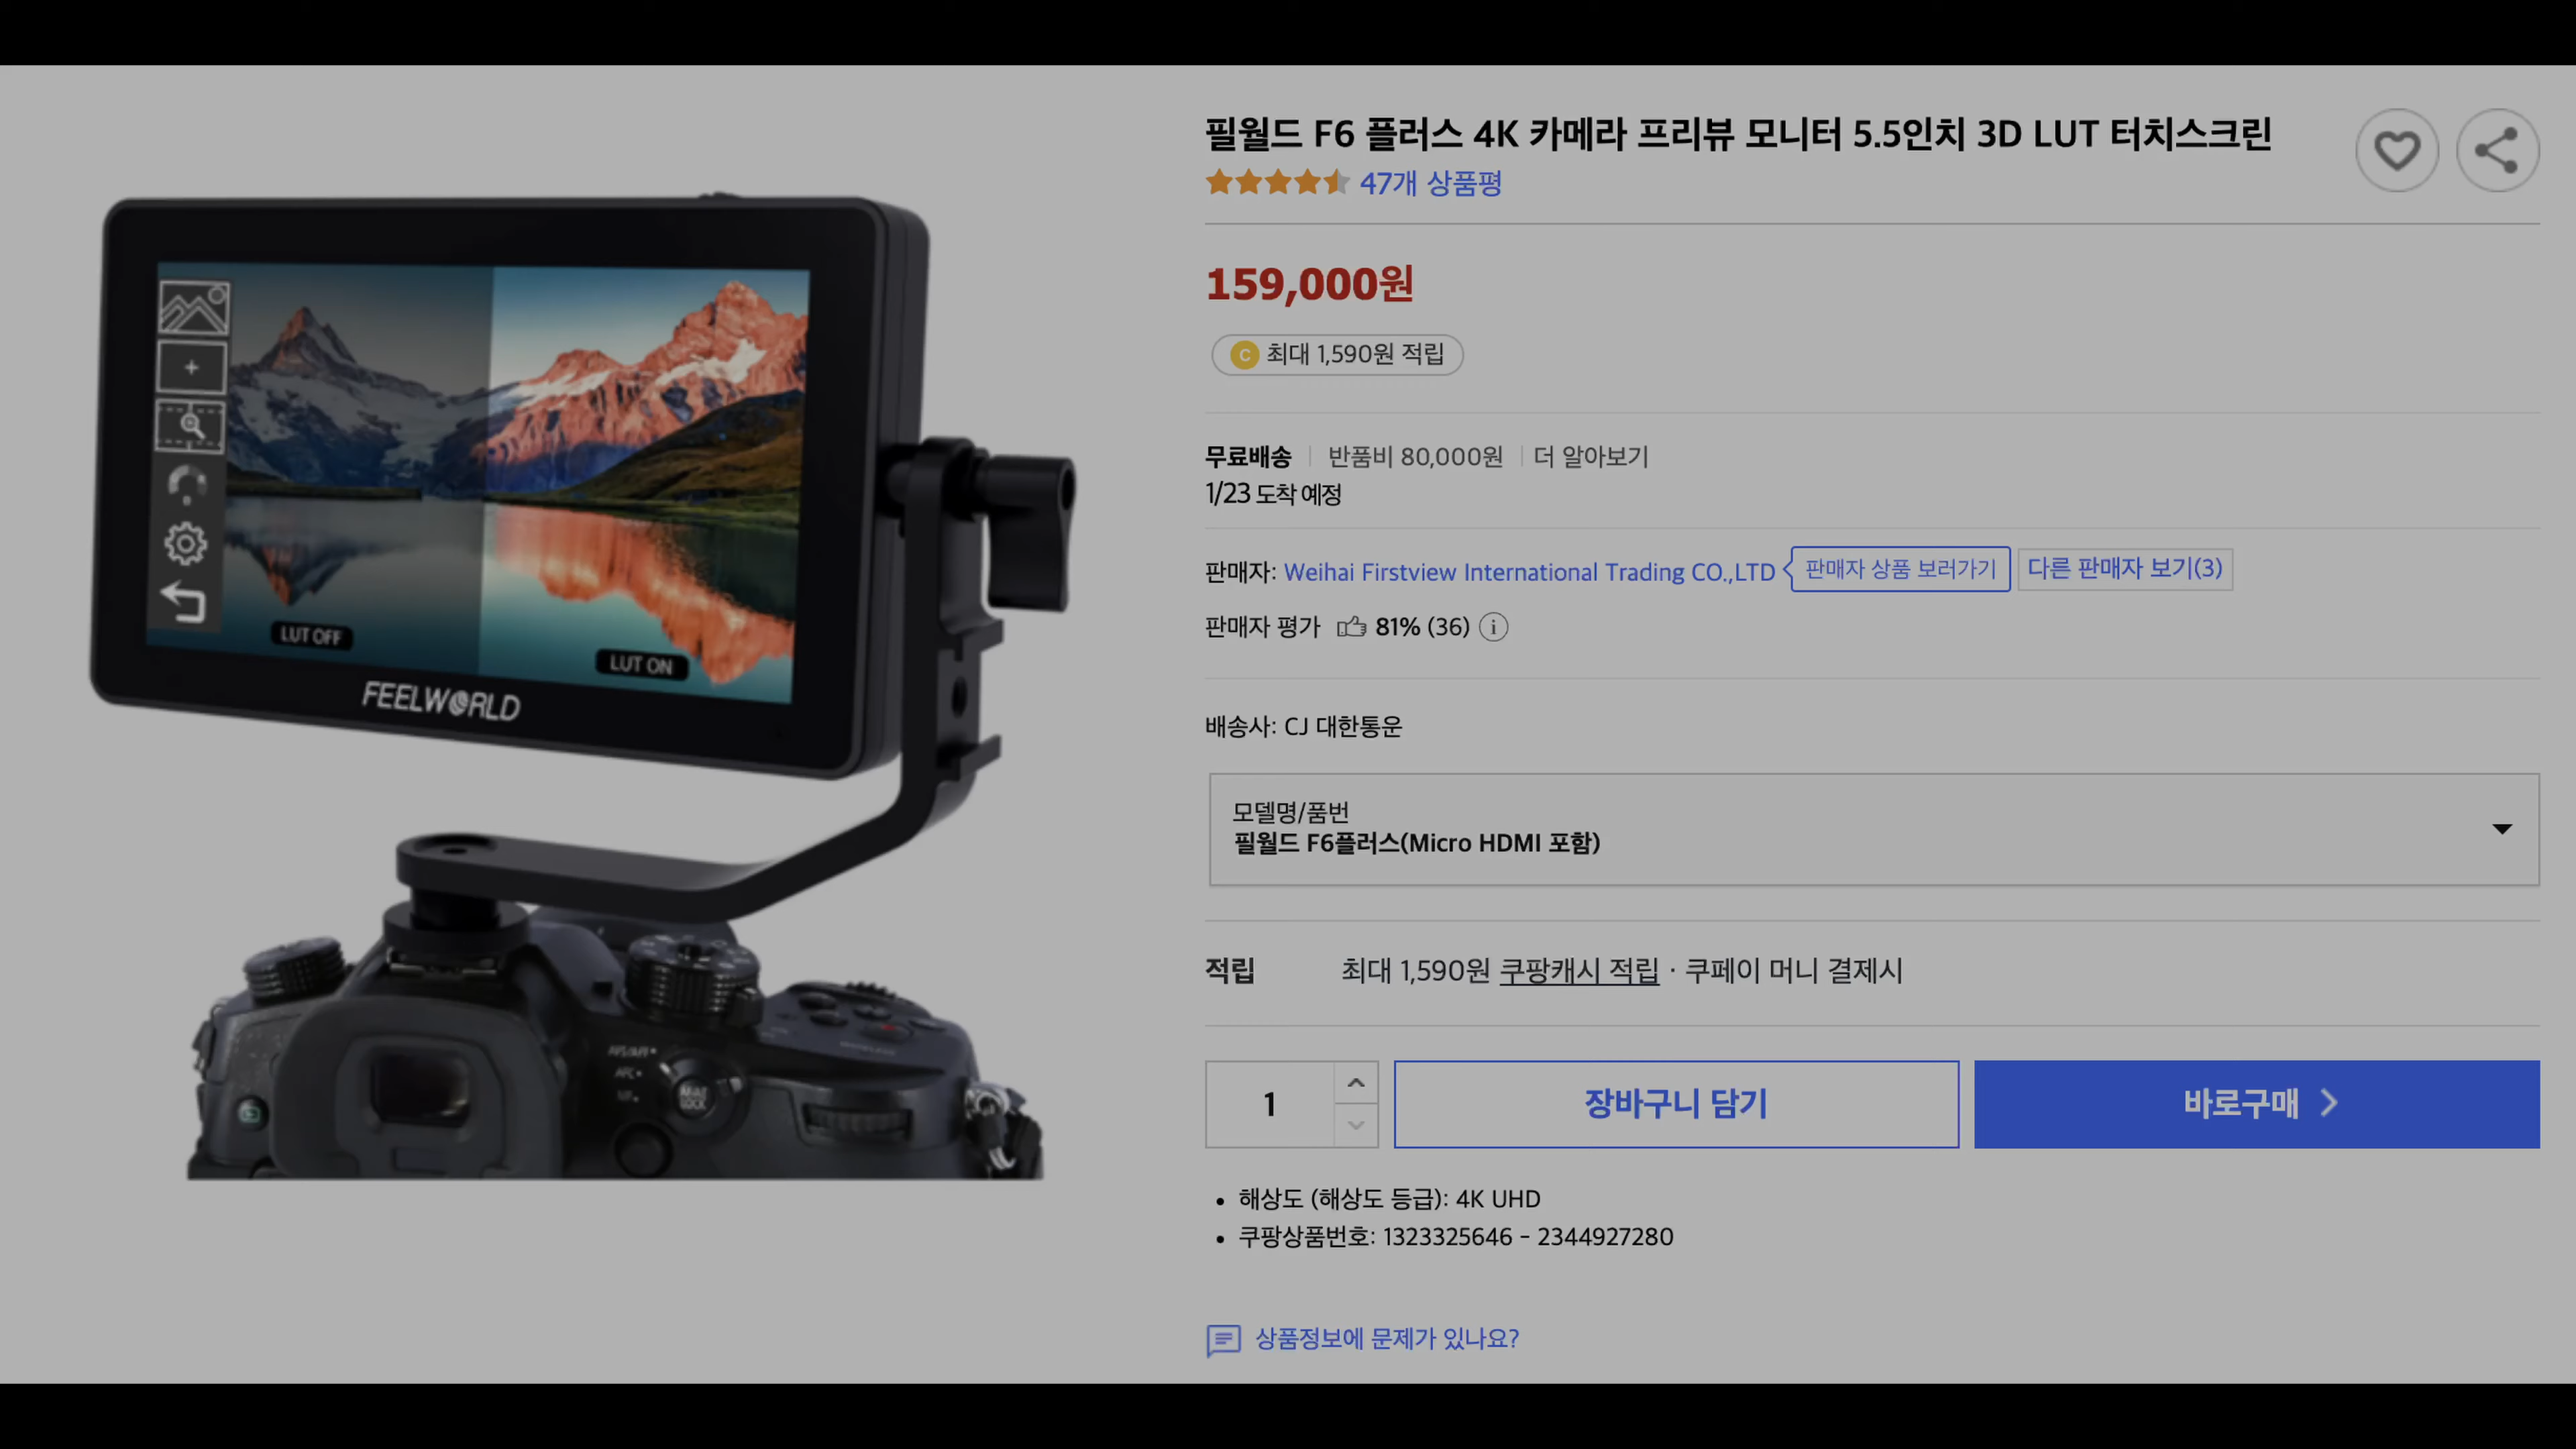 필월드 F6 플러스 4K 카메라 프리뷰 모니터 5.5인치 3D LUT 터치스크린
47개 상품평
159,000원
C 최대 1,590원 적립
무료배송 반품비 80,000원 더 알아보기
1/23 도착 예정
판매자: Weihai Firstview International Trading CO.,LTD 판매자 상품 보러가기 다른 판매자 보기(3)
판매자 평가 81% (36)
배송사: CJ 대한통운
모델명/품번
필월드 F6플러스(Micro HDMI 포함)
적립 최대 1,590원 쿠팡캐시 적립 · 쿠페이 머니 결제시
1 장바구니 담기 바로구매
해상도 (해상도 등급): 4K UHD
쿠팡상품번호: 1323325646 - 2344927280
상품정보에 문제가 있나요?
LUT OFF
LUT ON
FEELWORLD
LOCK